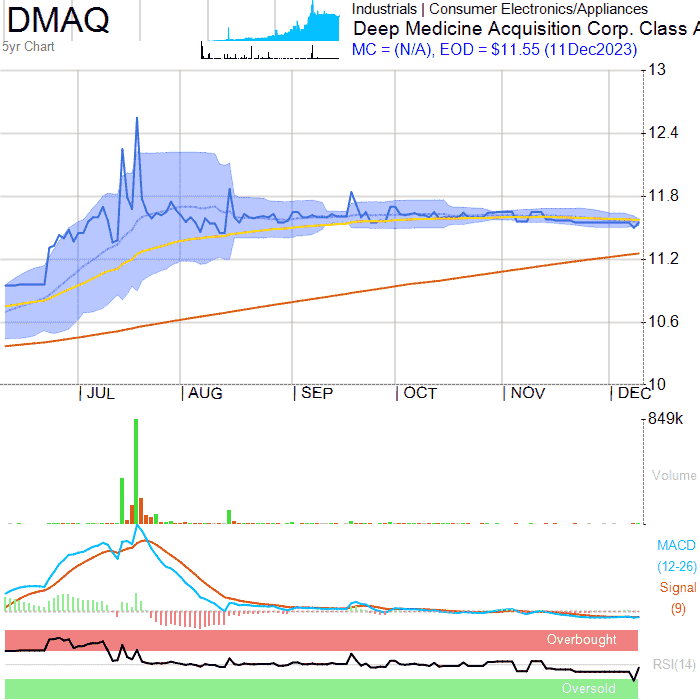 DMAQ
5yr Chart
Industrials | Consumer Electronics/Appliances
Deep Medicine Acquisition Corp. Class A
MC = (N/A), EOD = $11.55 (11Dec2023)
13
12.4
11.8
11.2
10.6
10
JUL AUG SEP OCT NOV DEC
849k
Volume
MACD
(12-26)
Signal
(9)
Overbought
RSI(14)
Oversold